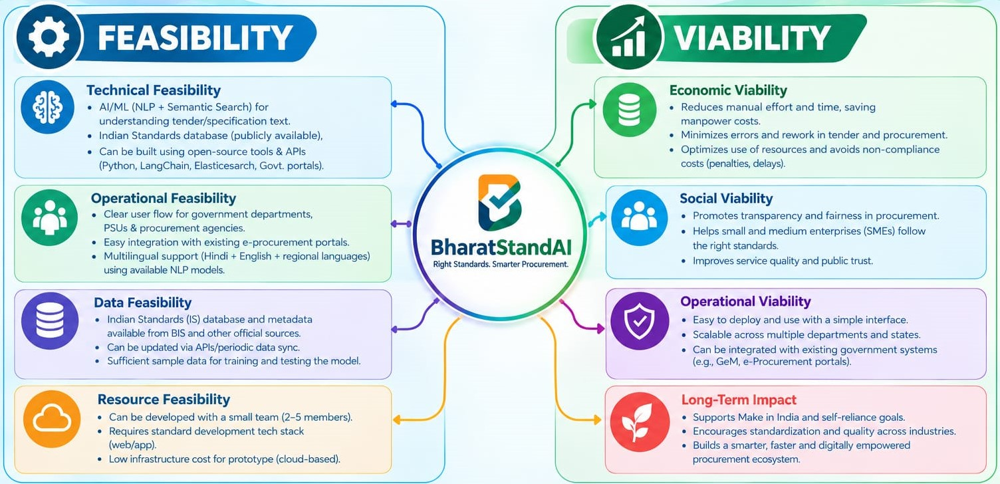 FEASIBILITY
Technical Feasibility
• AI/ML (NLP + Semantic Search) for
understanding tender/specification text.
• Indian Standards database (publicly available),
• Can be built using open-source tools & APIs
(Python, LangChain, Elasticsearch, Govt. portals).
Operational Feasibility
• Clear user flow for government departments,
PSUs & procurement agencies.
• Easy integration with existing e-procurement portals.
• Multilingual support (Hindi + English + regional languages)
using available NLP models.
Data Feasibility
• Indian Standards (IS) database and metadata
available from BIS and other official sources.
• Can be updated via APIs/periodic data sync.
• Sufficient sample data for training and testing the model.
Resource Feasibility
• Can be developed with a small team (2–5 members).
• Requires standard development tech stack
(web/app).
• Low infrastructure cost for prototype (cloud-based).
BharatStandAI
Right Standards. Smarter Procurement.
VIABILITY
Economic Viability
• Reduces manual effort and time, saving
manpower costs.
• Minimizes errors and rework in tender and procurement.
• Optimizes use of resources and avoids non-compliance
costs (penalties, delays).
Social Viability
• Promotes transparency and fairness in procurement.
• Helps small and medium enterprises (SMEs) follow
the right standards.
• Improves service quality and public trust.
Operational Viability
• Easy to deploy and use with a simple interface.
• Scalable across multiple departments and states.
• Can be integrated with existing government systems
(e.g., GeM, e-Procurement portals).
Long-Term Impact
• Supports Make in India and self-reliance goals.
• Encourages standardization and quality across industries.
• Builds a smarter, faster and digitally empowered
procurement ecosystem.